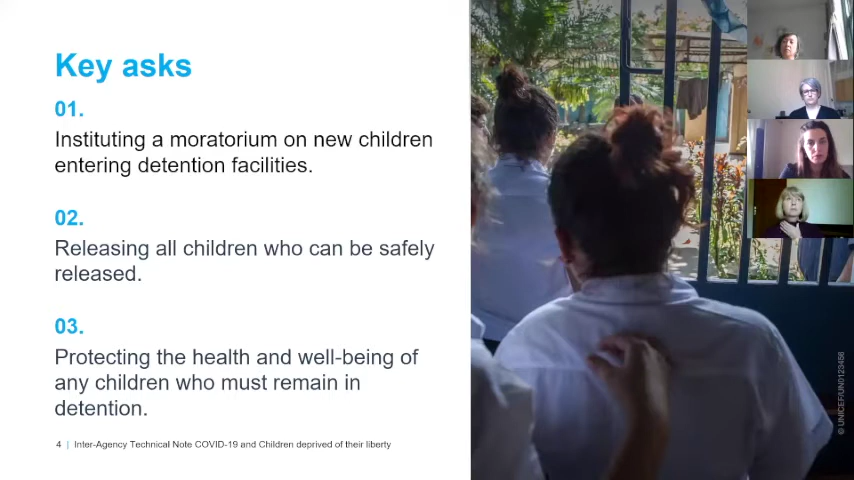 Key asks
01.
Instituting a moratorium on new children
entering detention facilities.
02.
Releasing all children who can be safely
released.
03.
Protecting the health and well-being of
any children who must remain in
detention.
4 | Inter-Agency Technical Note COVID-19 and Children deprived of their liberty
© UNICEF/UN0123456